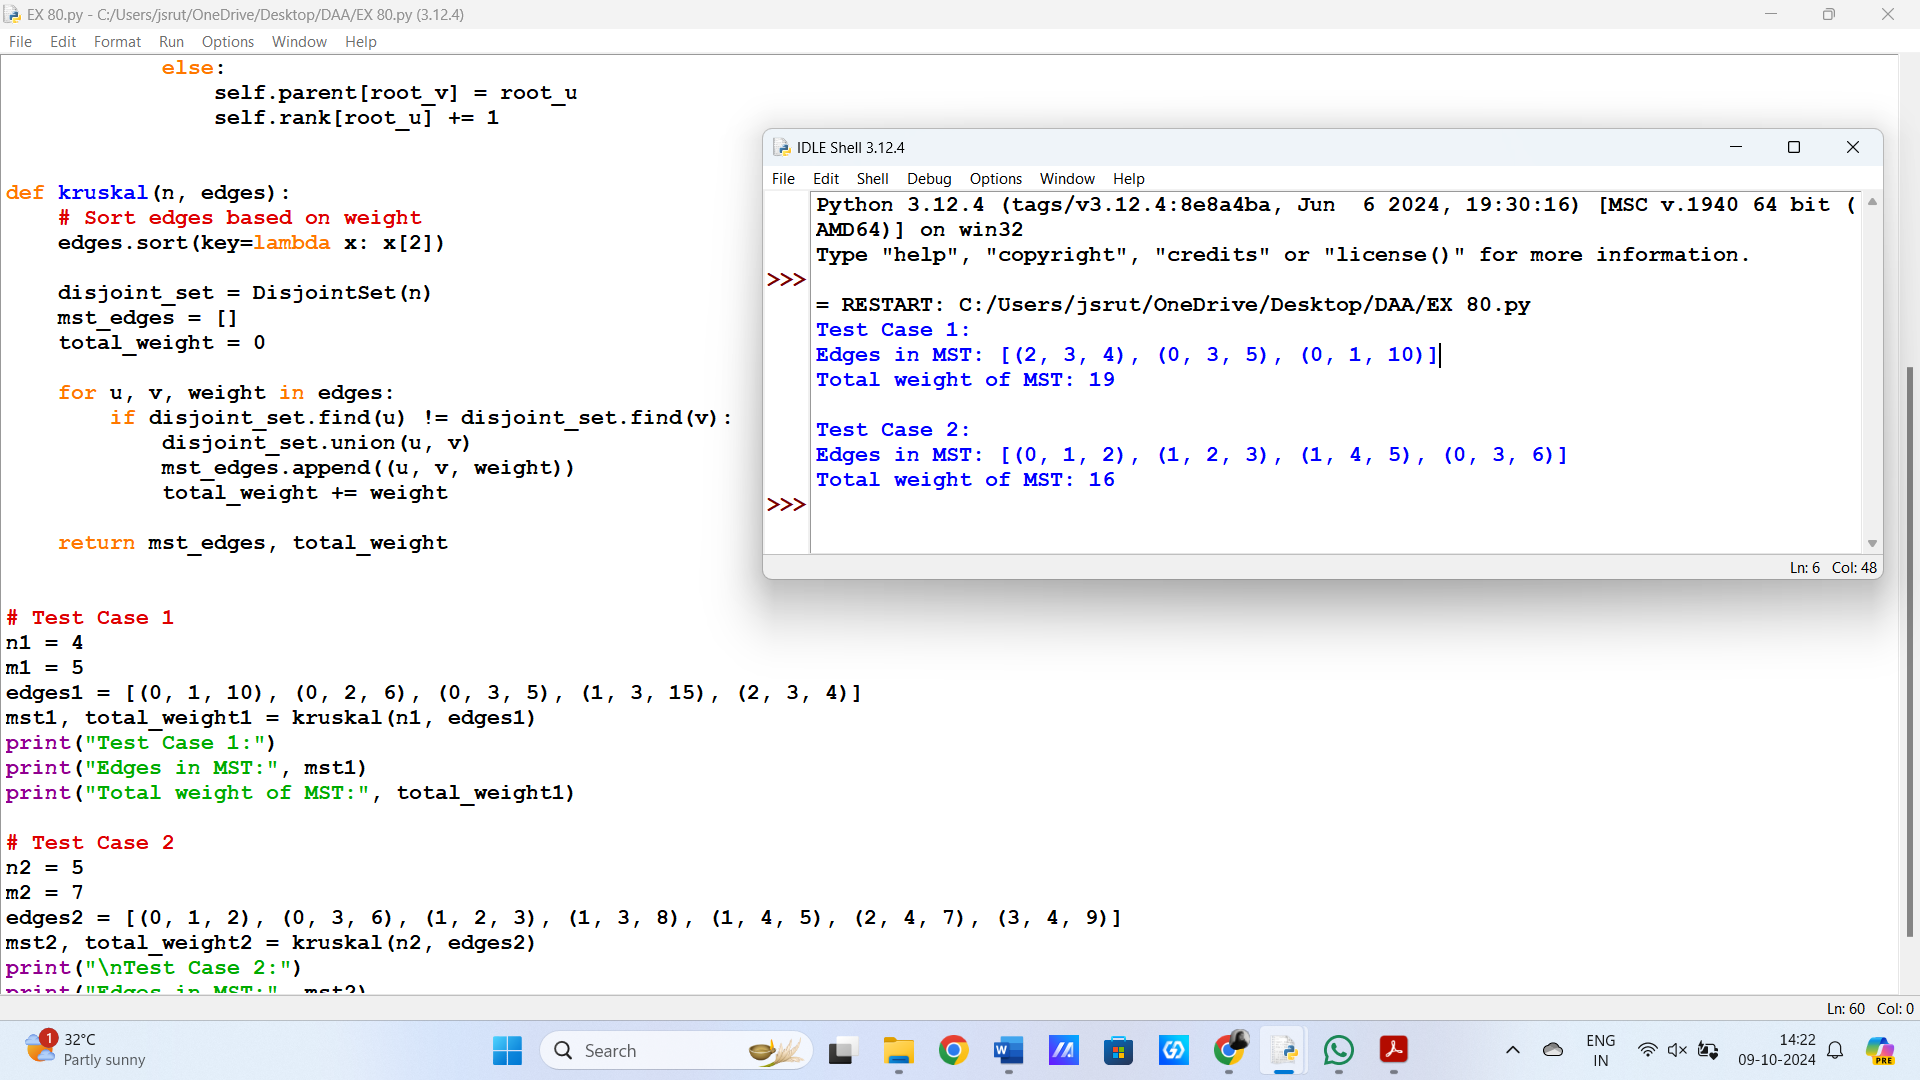 EX 80.py - C:/Users/jsrut/OneDrive/Desktop/DAA/EX 80.py (3.12.4)
File Edit Format Run Options Window Help
else:
self.parent[root_v] = root_u
self.rank[root_u] += 1
def kruskal(n, edges):
# Sort edges based on weight
edges.sort(key=lambda x: x[2])
disjoint_set = DisjointSet(n)
mst_edges = []
total_weight = 0
for u, v, weight in edges:
if disjoint_set.find(u) != disjoint_set.find(v):
disjoint_set.union(u, v)
mst_edges.append((u, v, weight))
total_weight += weight
return mst_edges, total_weight
# Test Case 1
n1 = 4
m1 = 5
edges1 = [(0, 1, 10), (0, 2, 6), (0, 3, 5), (1, 3, 15), (2, 3, 4)]
mst1, total_weight1 = kruskal(n1, edges1)
print("Test Case 1:")
print("Edges in MST:", mst1)
print("Total weight of MST:", total_weight1)
# Test Case 2
n2 = 5
m2 = 7
edges2 = [(0, 1, 2), (0, 3, 6), (1, 2, 3), (1, 3, 8), (1, 4, 5), (2, 4, 7), (3, 4, 9)]
mst2, total_weight2 = kruskal(n2, edges2)
print("\nTest Case 2:")
print("Edges in MST:", mst2)
Ln: 60 Col: 0
IDLE Shell 3.12.4
File Edit Shell Debug Options Window Help
Python 3.12.4 (tags/v3.12.4:8e8a4ba, Jun  6 2024, 19:30:16) [MSC v.1940 64 bit (
AMD64)] on win32
Type "help", "copyright", "credits" or "license()" for more information.
>>>
= RESTART: C:/Users/jsrut/OneDrive/Desktop/DAA/EX 80.py
Test Case 1:
Edges in MST: [(2, 3, 4), (0, 3, 5), (0, 1, 10)]
Total weight of MST: 19
Test Case 2:
Edges in MST: [(0, 1, 2), (1, 2, 3), (1, 4, 5), (0, 3, 6)]
Total weight of MST: 16
>>>
Ln: 6 Col: 48
1
32°C
Partly sunny
Search
ENG
IN
14:22
09-10-2024
PRE